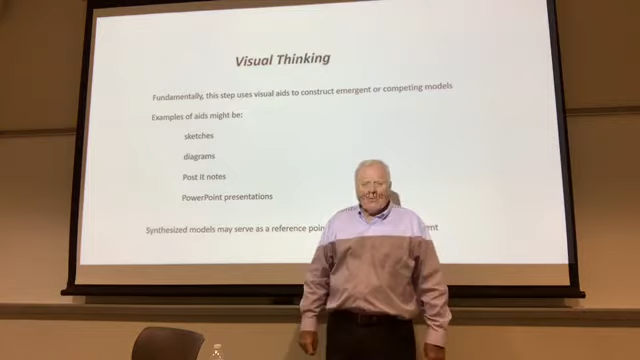 Visual Thinking
Fundamentally, this step uses visual aids to construct emergent or competing models
Examples of aids might be:
sketches
diagrams
Post it notes
PowerPoint presentations
Synthesized models may serve as a reference